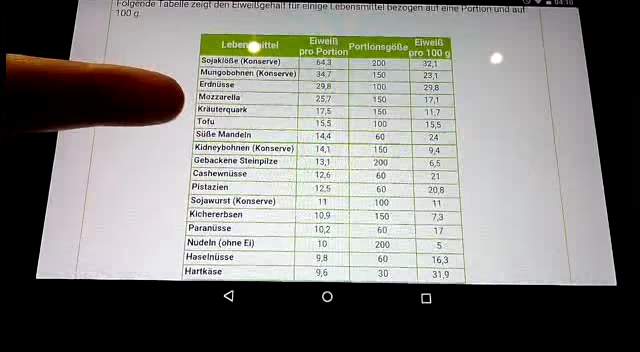 Folgende Tabelle zeigt den Eiweißgehalt für einige Lebensmittel bezogen auf eine Portion und auf
100 g.
Lebensmittel Eiweiß pro Portion Portionsgöße Eiweiß pro 100 g
Sojaklöße (Konserve) 64,3 200 32,1
Mungobohnen (Konserve) 34,7 150 23,1
Erdnüsse 29,8 100 29,8
Mozzarella 25,7 150 17,1
Kräuterquark 17,5 150 11,7
Tofu 15,5 100 15,5
Süße Mandeln 14,4 60 24
Kidneybohnen (Konserve) 14,1 150 9,4
Gebackene Steinpilze 13,1 200 6,5
Cashewnüsse 12,6 60 21
Pistazien 12,5 60 20,8
Sojawurst (Konserve) 11 100 11
Kichererbsen 10,9 150 7,3
Paranüsse 10,2 60 17
Nudeln (ohne Ei) 10 200 5
Haselnüsse 9,8 60 16,3
Hartkäse 9,6 30 31,9